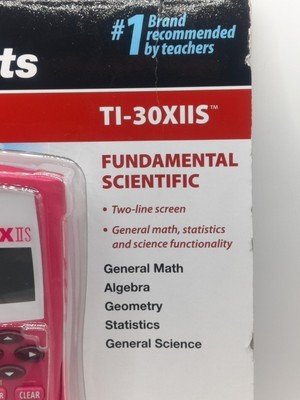 #1 Brand
recommended
by teachers
ts
TI-30XIIS™
FUNDAMENTAL
SCIENTIFIC
• Two-line screen
• General math, statistics
and science functionality
X IIS
General Math
Algebra
Geometry
Statistics
General Science
CLEAR